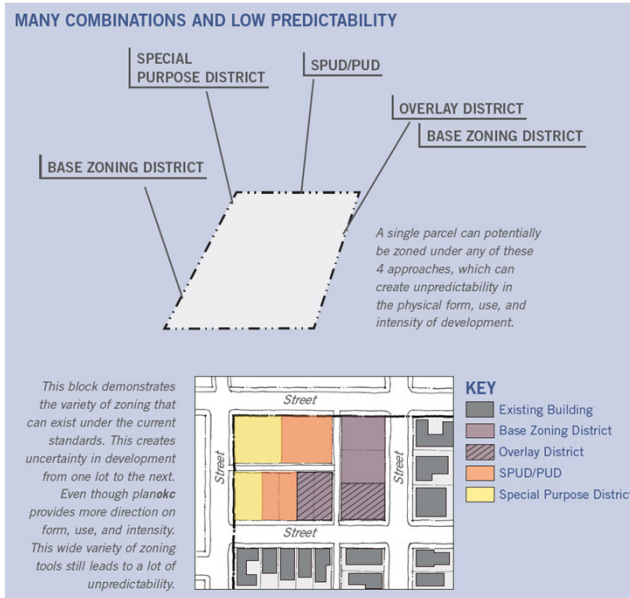 MANY COMBINATIONS AND LOW PREDICTABILITY
SPECIAL
PURPOSE DISTRICT
SPUD/PUD
OVERLAY DISTRICT
BASE ZONING DISTRICT
BASE ZONING DISTRICT
A single parcel can potentially
be zoned under any of these
4 approaches, which can
create unpredictability in
the physical form, use, and
intensity of development.
This block demonstrates
the variety of zoning that
can exist under the current
standards. This creates
uncertainty in development
from one lot to the next.
Even though planokc
provides more direction on
form, use, and intensity.
This wide variety of zoning
tools still leads to a lot of
unpredictability.
Street
Street
Street
Street
KEY
Existing Building
Base Zoning District
Overlay District
SPUD/PUD
Special Purpose District